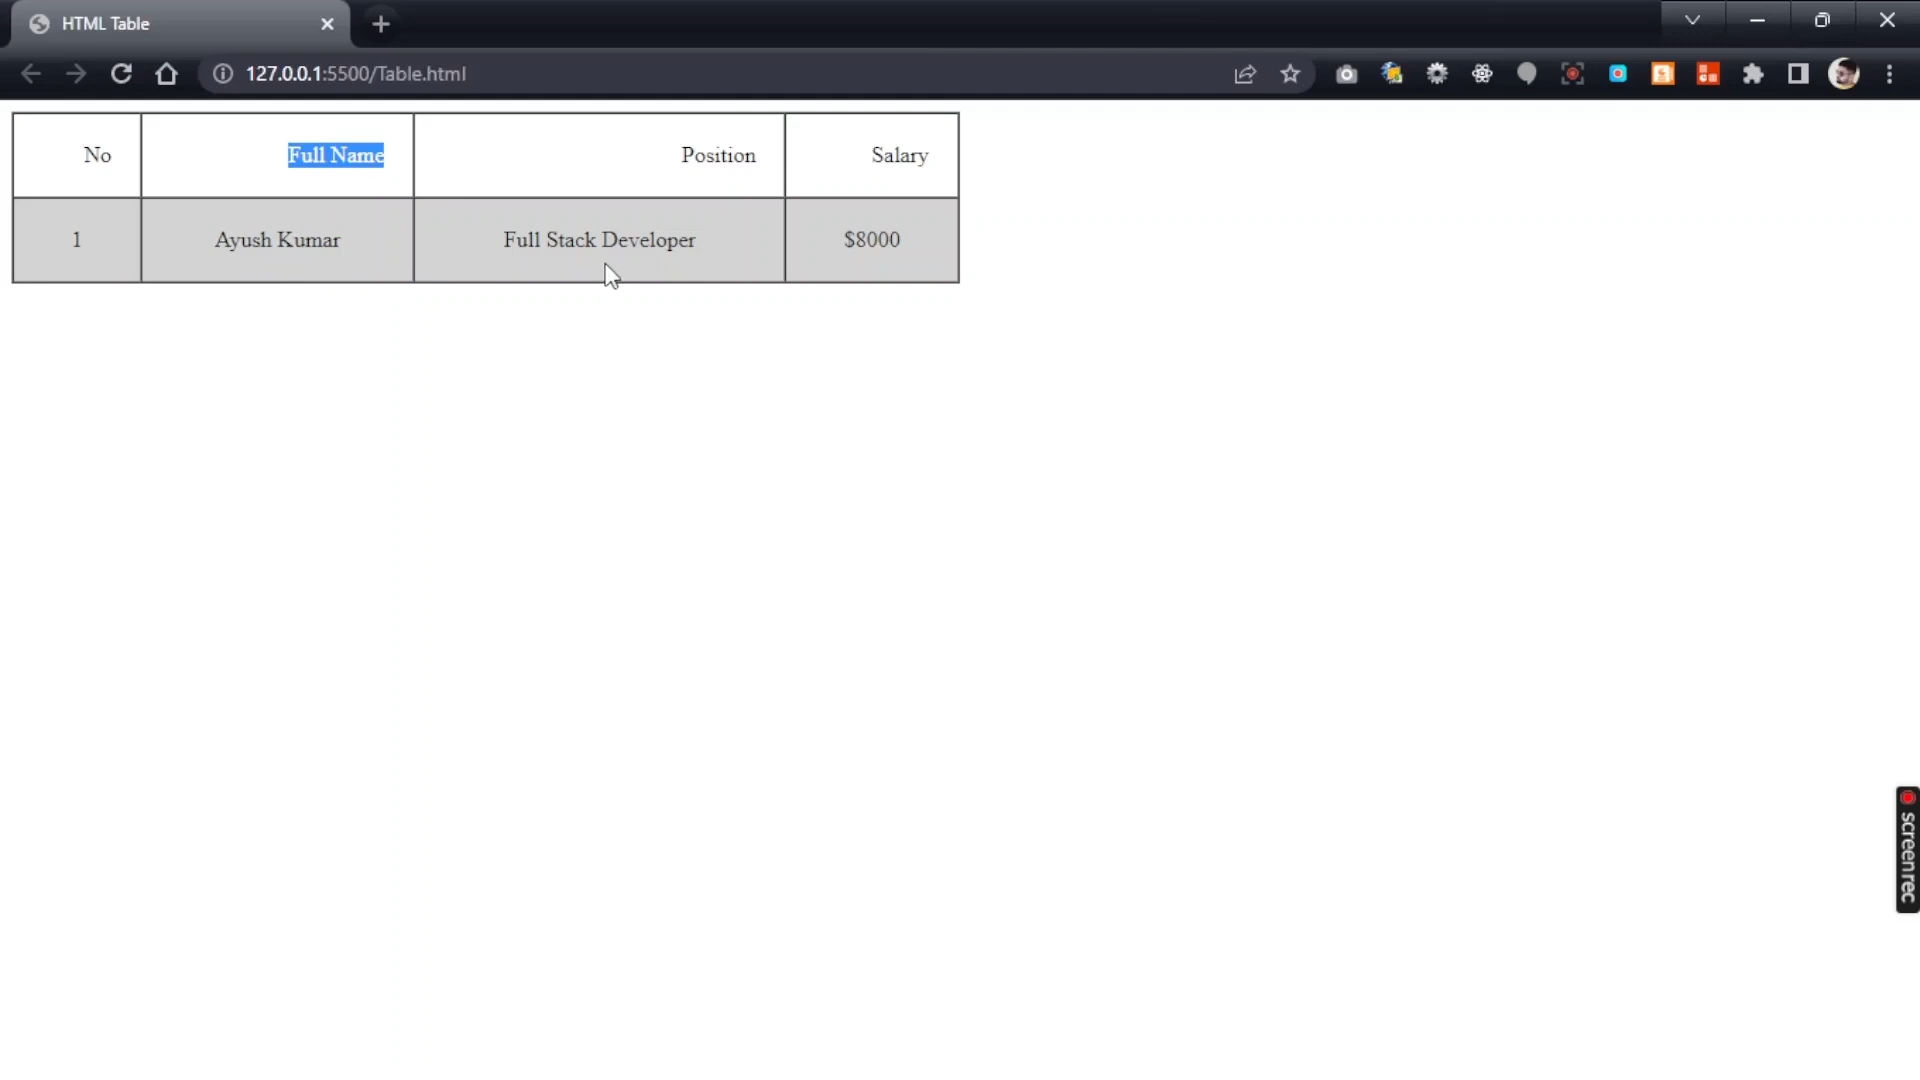 HTML Table
127.0.0.1:5500/Table.html
No Full Name Position Salary
1 Ayush Kumar Full Stack Developer $8000
screenrec